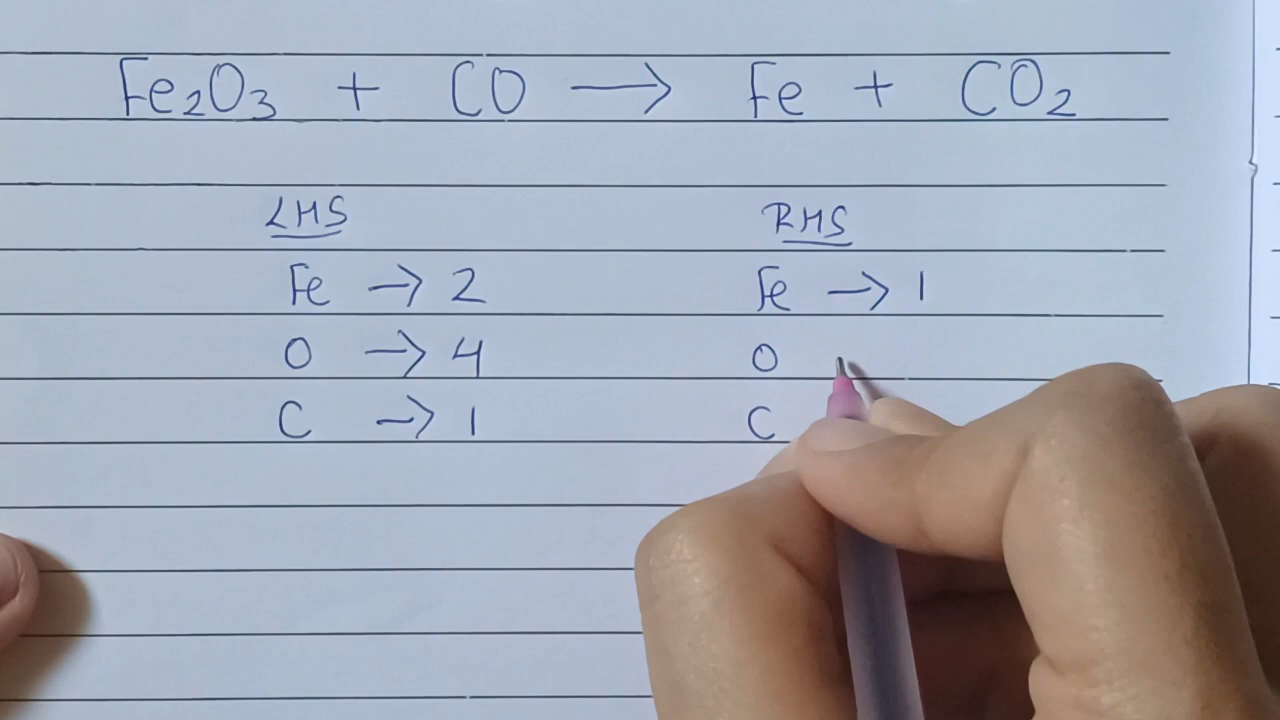 Fe₂O₃ + CO → Fe + CO₂
LHS RHS
Fe → 2 Fe → 1
O → 4 O
C → 1 C